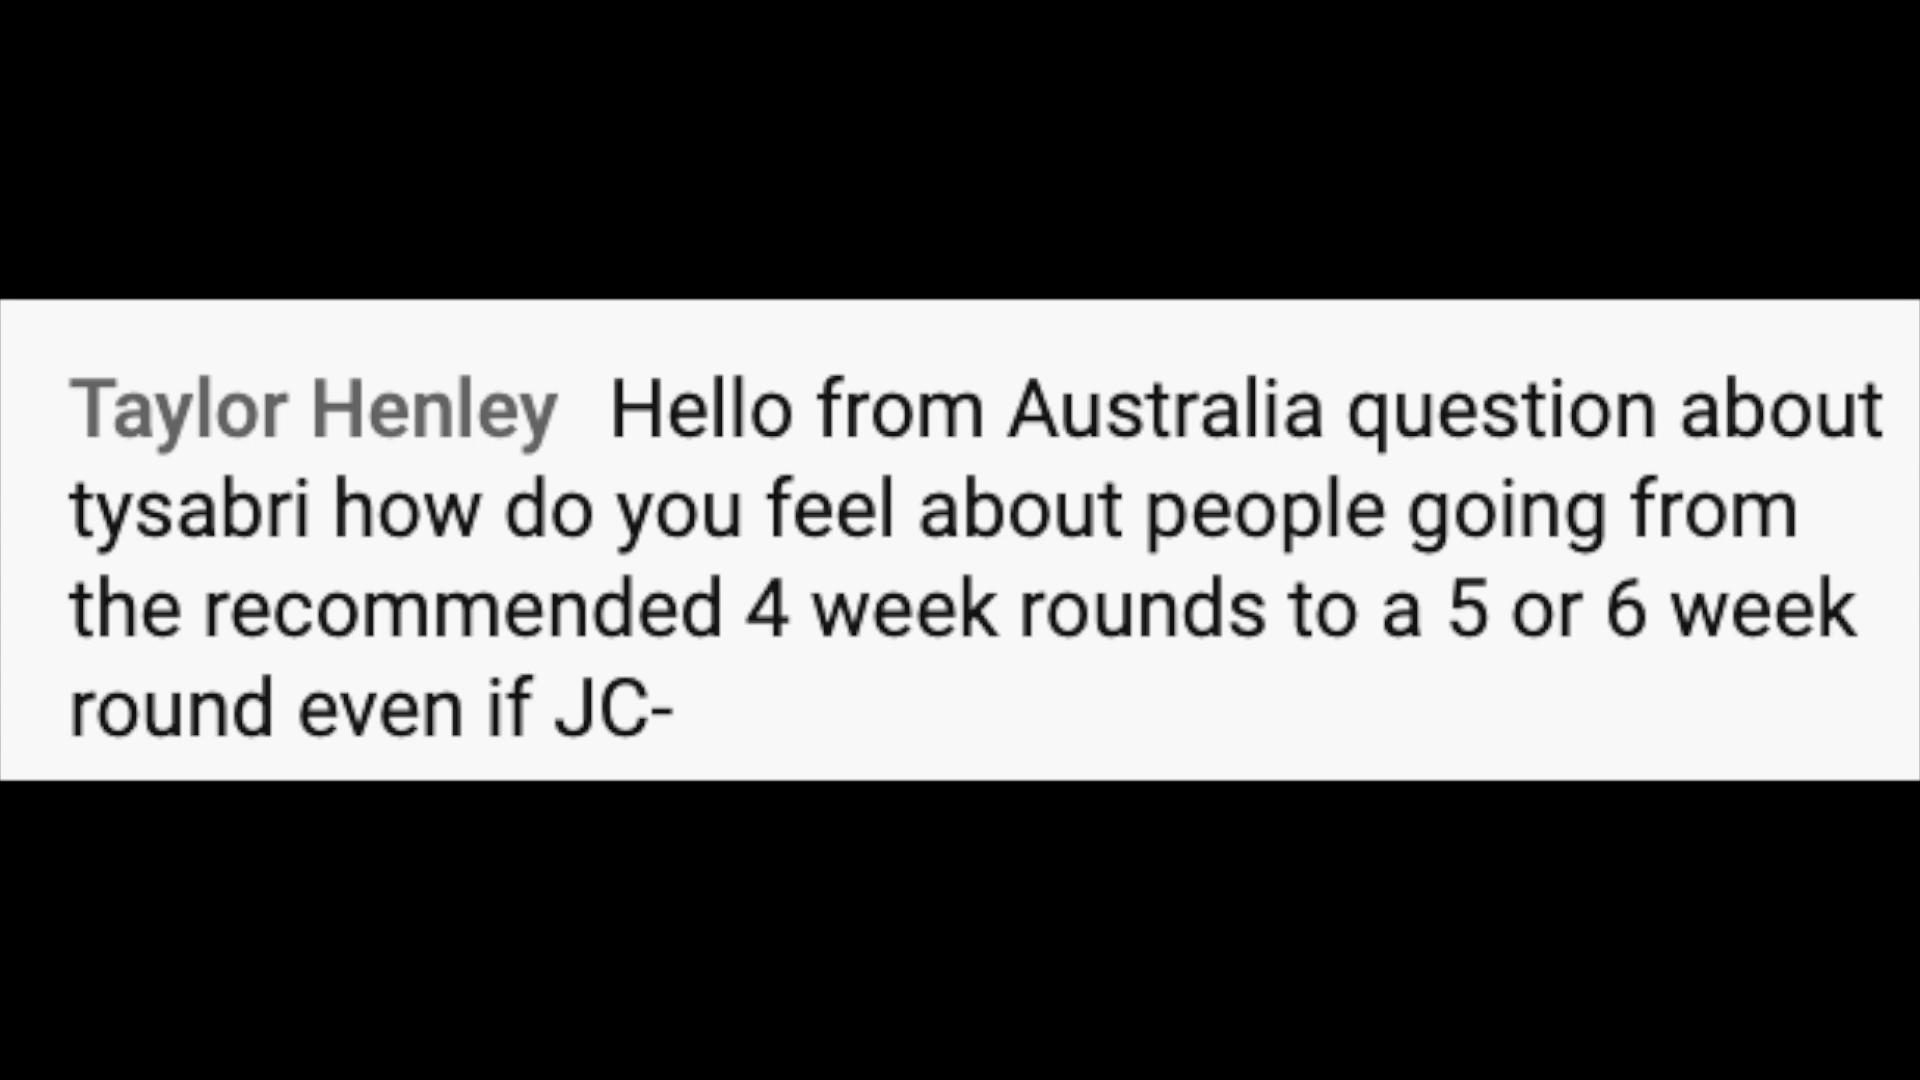 Taylor Henley Hello from Australia question about
tysabri how do you feel about people going from
the recommended 4 week rounds to a 5 or 6 week
round even if JC-